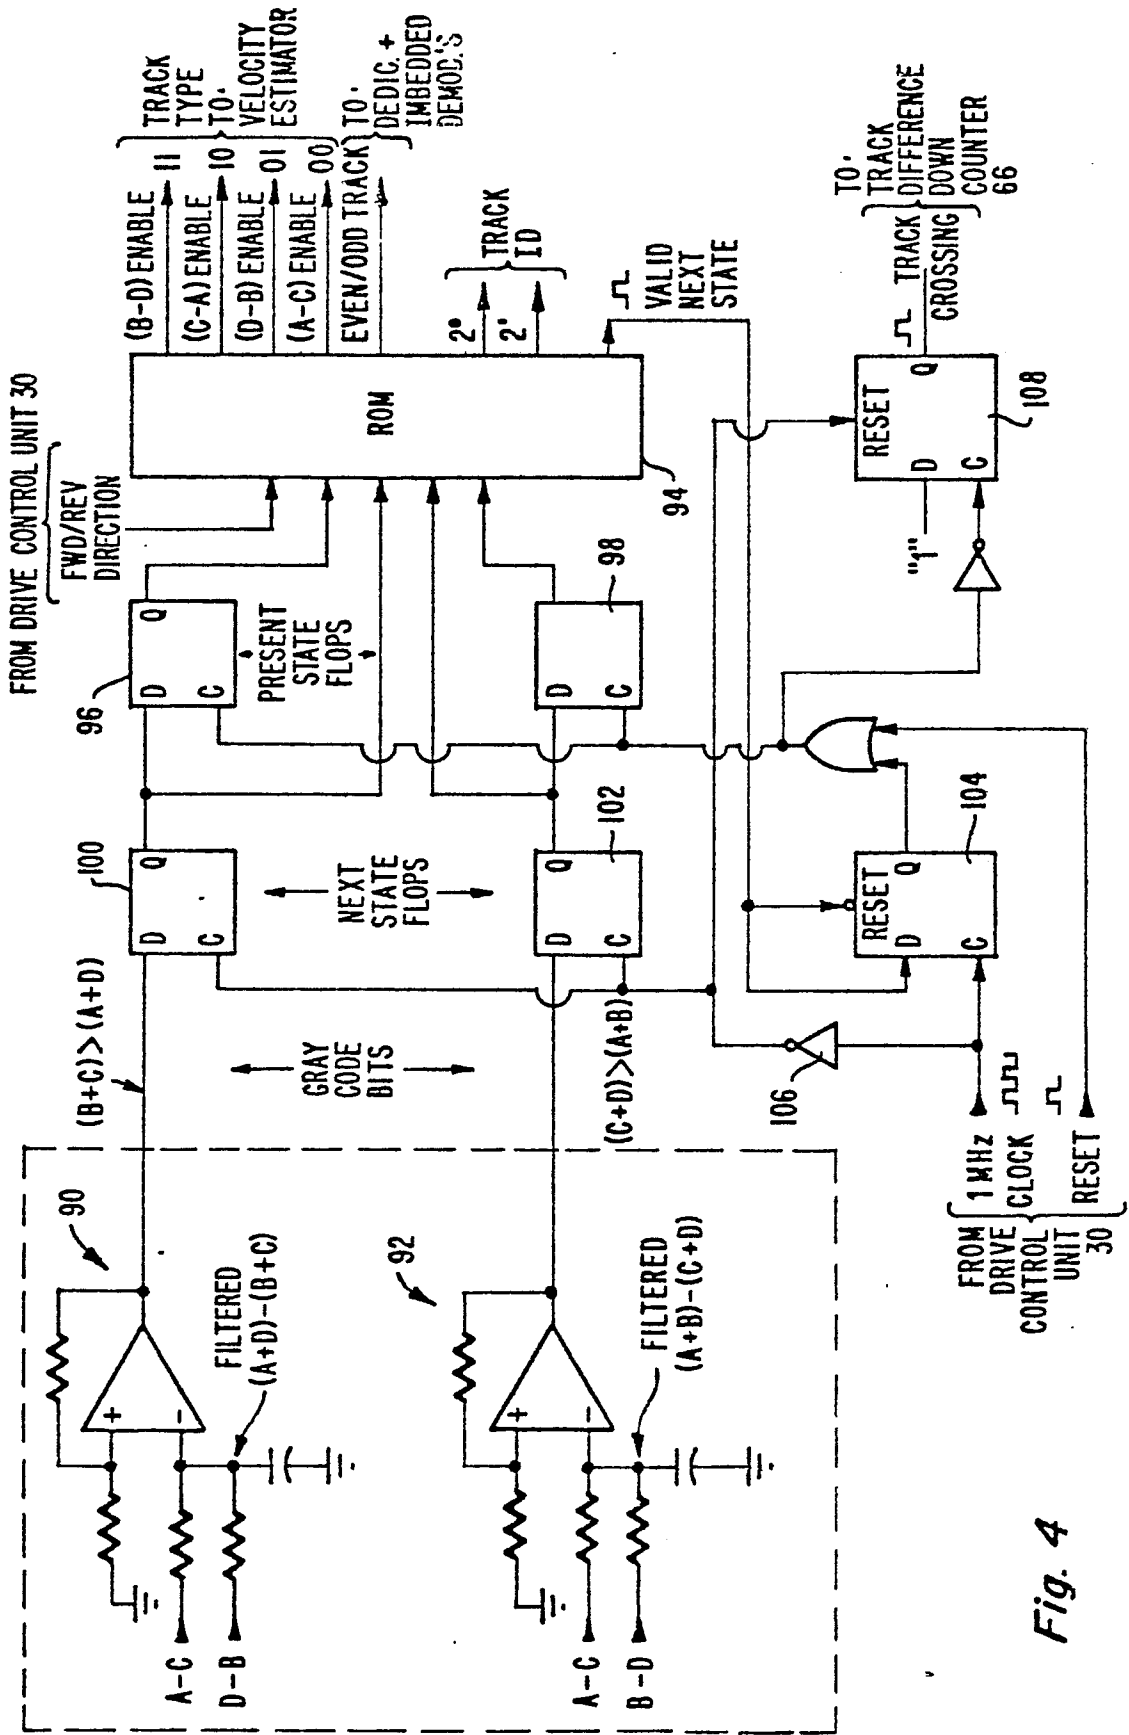 FROM DRIVE CONTROL UNIT 30
FWD/REV
DIRECTION
(B-D) ENABLE 11
(C-A) ENABLE 10
(D-B) ENABLE 01
(A-C) ENABLE 00
TRACK
TYPE
TO:
VELOCITY
ESTIMATOR
EVEN/ODD TRACK
TO:
DEDIC. +
IMBEDDED
DEMOD.'S
2⁰
2¹
TRACK
ID
VALID
NEXT
STATE
ROM
94
96
D
Q
C
PRESENT
STATE
FLOPS
98
D
C
100
D
Q
C
NEXT
STATE
FLOPS
102
D
Q
C
(B+C)>(A+D)
GRAY
CODE
BITS
(C+D)>(A+B)
90
+
-
FILTERED
(A+D)-(B+C)
A-C
D-B
92
+
-
FILTERED
(A+B)-(C+D)
A-C
B-D
106
RESET
D
Q
C
104
RESET
D
Q
C
108
"1"
TRACK
CROSSING
TO:
TRACK
DIFFERENCE
DOWN
COUNTER
66
FROM
DRIVE
CONTROL
UNIT
30
1 MHz
CLOCK
RESET
Fig. 4